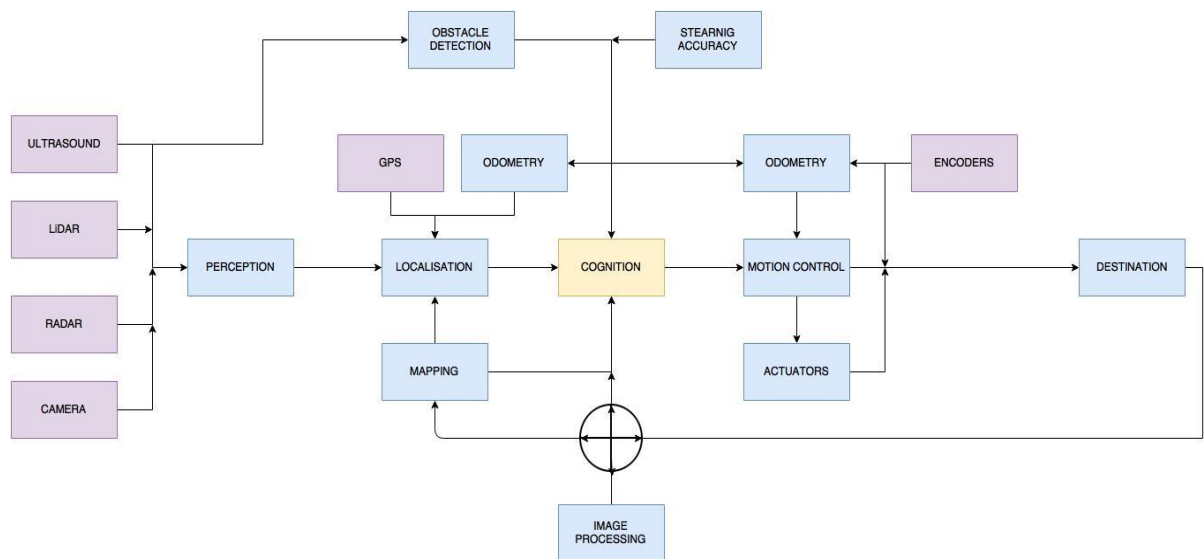 OBSTACLE
DETECTION
STEARNIG
ACCURACY
ULTRASOUND
GPS
ODOMETRY
ODOMETRY
ENCODERS
LiDAR
PERCEPTION
LOCALISATION
COGNITION
MOTION CONTROL
DESTINATION
RADAR
MAPPING
ACTUATORS
CAMERA
IMAGE
PROCESSING